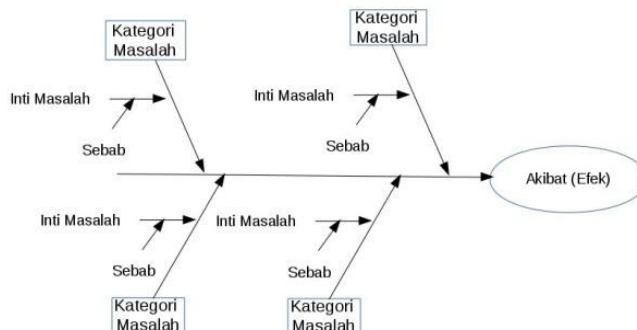 Kategori
Masalah
Kategori
Masalah
Inti Masalah
Inti Masalah
Sebab
Sebab
Akibat (Efek)
Inti Masalah
Inti Masalah
Sebab
Sebab
Kategori
Masalah
Kategori
Masalah